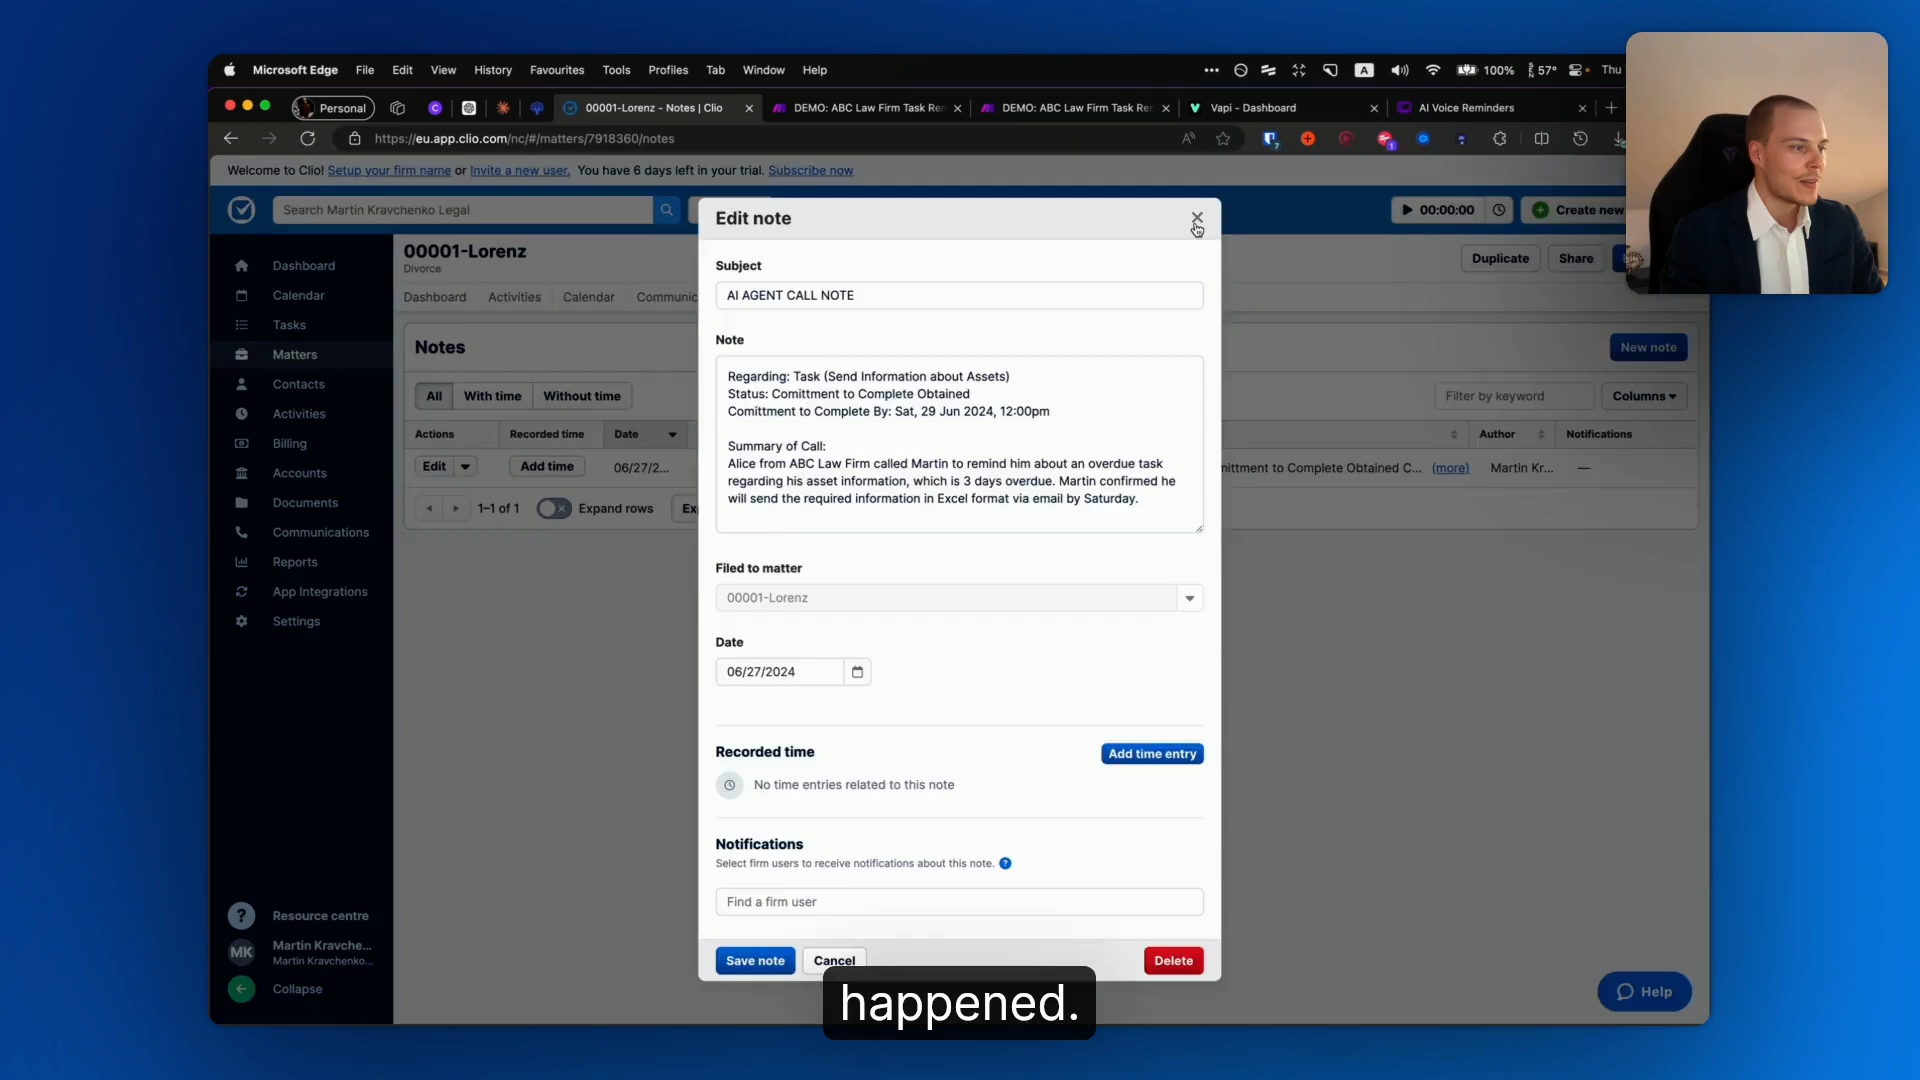 Microsoft Edge File Edit View History Favourites Tools Profiles Tab Window Help
A 100% 57° Thu
Personal 00001-Lorenz - Notes | Clio DEMO: ABC Law Firm Task Re DEMO: ABC Law Firm Task Re Vapi - Dashboard AI Voice Reminders
https://eu.app.clio.com/nc/#/matters/7918360/notes
Welcome to Clio! Setup your firm name or Invite a new user. You have 6 days left in your trial. Subscribe now
Search Martin Kravchenko Legal
00:00:00
Create new
Dashboard
Calendar
Tasks
Matters
Contacts
Activities
Billing
Accounts
Documents
Communications
Reports
App Integrations
Settings
Resource centre
MK
Martin Kravche...
Martin Kravchenko...
Collapse
00001-Lorenz
Divorce
Duplicate Share
Dashboard Activities Calendar Communic
Notes
New note
All With time Without time
Filter by keyword Columns
Actions Recorded time Date Author Notifications
Edit Add time 06/27/2... mittment to Complete Obtained C... (more) Martin Kr... —
1–1 of 1 Expand rows Ex
Edit note
Subject
AI AGENT CALL NOTE
Note
Regarding: Task (Send Information about Assets)
Status: Comittment to Complete Obtained
Comittment to Complete By: Sat, 29 Jun 2024, 12:00pm
Summary of Call:
Alice from ABC Law Firm called Martin to remind him about an overdue task
regarding his asset information, which is 3 days overdue. Martin confirmed he
will send the required information in Excel format via email by Saturday.
Filed to matter
00001-Lorenz
Date
06/27/2024
Recorded time
Add time entry
No time entries related to this note
Notifications
Select firm users to receive notifications about this note. ?
Find a firm user
Save note Cancel Delete
Help
happened.